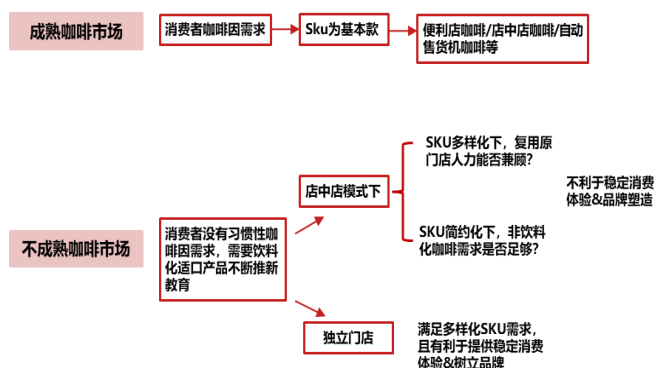 成熟咖啡市场
消费者咖啡因需求
Sku为基本款
便利店咖啡/店中店咖啡/自动
售货机咖啡等
不成熟咖啡市场
消费者没有习惯性咖
啡因需求，需要饮料
化适口产品不断推新
教育
店中店模式下
SKU多样化下，复用原
门店人力能否兼顾？
SKU简约化下，非饮料
化咖啡需求是否足够？
不利于稳定消费
体验&品牌塑造
独立门店
满足多样化SKU需求，
且有利于提供稳定消费
体验&树立品牌